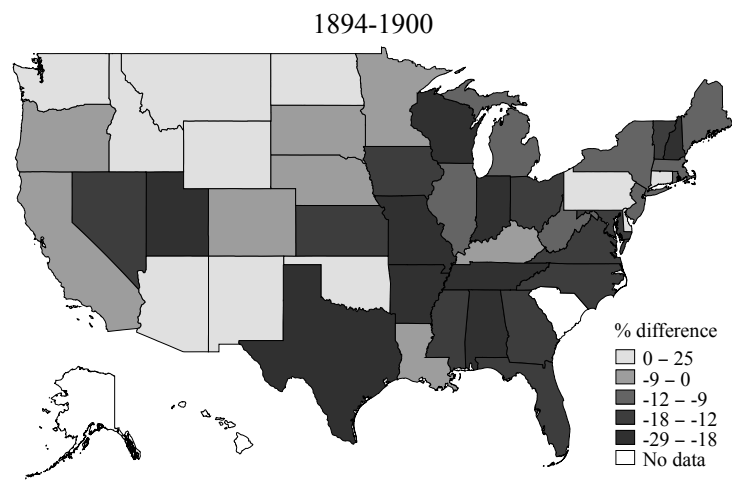 1894-1900
% difference
0 – 25
-9 – 0
-12 – -9
-18 – -12
-29 – -18
No data